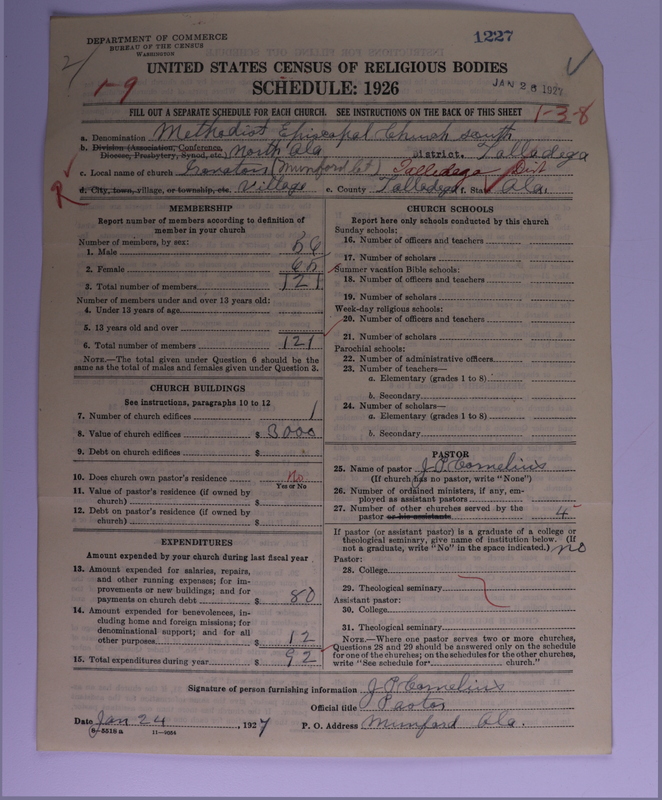 DEPARTMENT OF COMMERCE
BUREAU OF THE CENSUS
WASHINGTON
1227
UNITED STATES CENSUS OF RELIGIOUS BODIES
SCHEDULE: 1926
JAN 28 1927
1-9
FILL OUT A SEPARATE SCHEDULE FOR EACH CHURCH. SEE INSTRUCTIONS ON THE BACK OF THIS SHEET
1-3-8
a. Denomination Methodist Episcopal Church South
b. Division (Association, Conference, Diocese, Presbytery, Synod, etc.) North Ala District. Talladega
c. Local name of church (Munford Ct) Talladega Dist
d. City, town, village, or township, etc. Village e. County Talladega f. State Ala.
MEMBERSHIP
Report number of members according to definition of member in your church
Number of members, by sex:
1. Male 56
2. Female 65
3. Total number of members 121
Number of members under and over 13 years old:
4. Under 13 years of age
5. 13 years old and over
6. Total number of members 121
NOTE.—The total given under Question 6 should be same as the total of males and females given under Question 3.
CHURCH BUILDINGS
See instructions, paragraphs 10 to 12
7. Number of church edifices 1
8. Value of church edifices $ 3000
9. Debt on church edifices $
10. Does church own pastor's residence? No
Yes or No
11. Value of pastor's residence (if owned by church) $
12. Debt on pastor's residence (if owned by church) $
EXPENDITURES
Amount expended by your church during last fiscal year
13. Amount expended for salaries, repairs, and other running expenses; for improvements or new buildings; and for payments on church debt $ 80
14. Amount expended for benevolences, including home and foreign missions; for denominational support; and for all other purposes $ 12
15. Total expenditures during year $ 92
CHURCH SCHOOLS
Report here only schools conducted by this church
Sunday schools:
16. Number of officers and teachers
17. Number of scholars
Summer vacation Bible schools:
18. Number of officers and teachers
19. Number of scholars
Week-day religious schools:
20. Number of officers and teachers
21. Number of scholars
Parochial schools:
22. Number of administrative officers
23. Number of teachers—
a. Elementary (grades 1 to 8)
b. Secondary
24. Number of scholars—
a. Elementary (grades 1 to 8)
b. Secondary
PASTOR
25. Name of pastor J P Cornelius
(If church has no pastor, write "None")
26. Number of ordained ministers, if any, employed as assistant pastors
27. Number of other churches served by the pastor or his assistants 4
If pastor (or assistant pastor) is a graduate of a college or theological seminary, give name of institution below. (If not a graduate, write "No" in the space indicated.) no
Pastor:
28. College
29. Theological seminary
Assistant pastor:
30. College
31. Theological seminary
NOTE.—Where one pastor serves two or more churches, Questions 28 and 29 should be answered only on the schedule for one of the churches; on the schedules for the other churches, write "See schedule for church."
Signature of person furnishing information J P Cornelius
Official title Pastor
Date Jan 24, 1927 P. O. Address Munford Ala.
8-5518a 11-9064